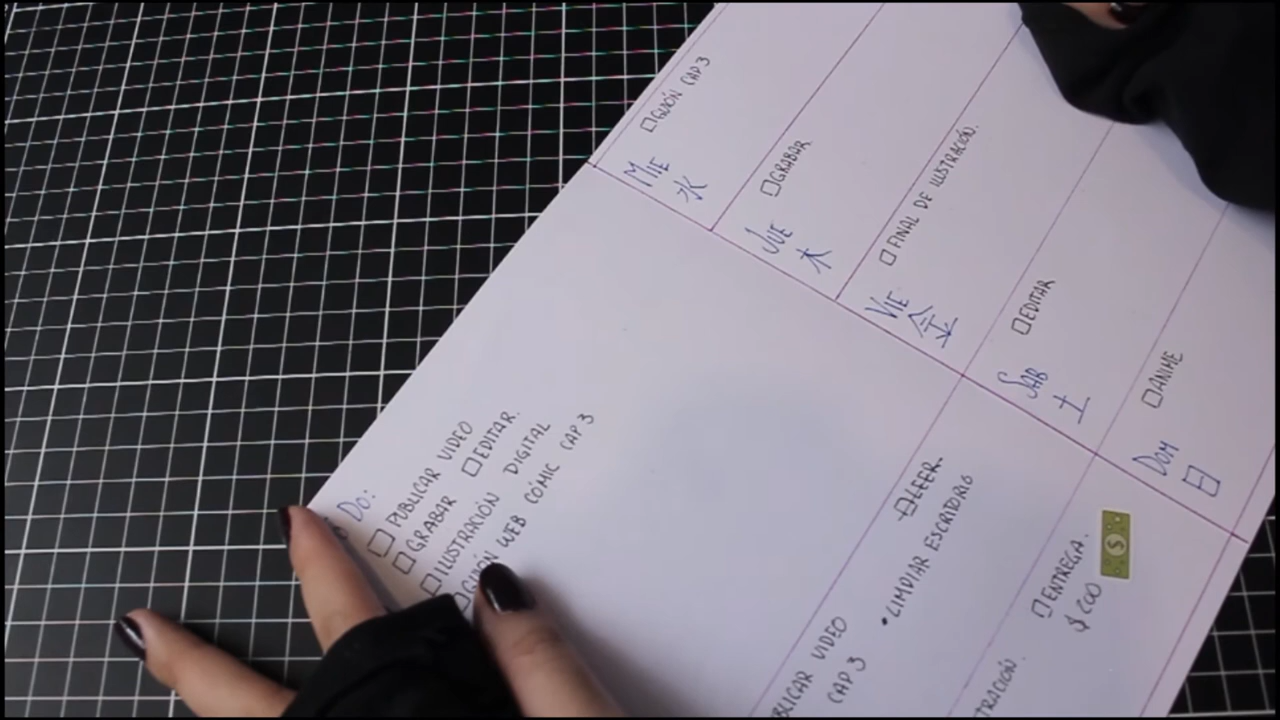 Do:
□ PUBLICAR VIDEO
□ GRABAR □ EDITAR.
□ ILUSTRACIÓN DIGITAL
□ GUIÓN WEB CÓMIC CAP 3
MIE
水
□ GUIÓN CAP 3
JUE
木
□ GRABAR
VIE
金
□ FINAL DE ILUSTRACIÓN.
SAB
土
□ EDITAR
DOM
日
□ ANIME
VIDEO
CAP 3
□ LEER.
• LIMPIAR ESCRITORIO
□ ENTREGA.
$